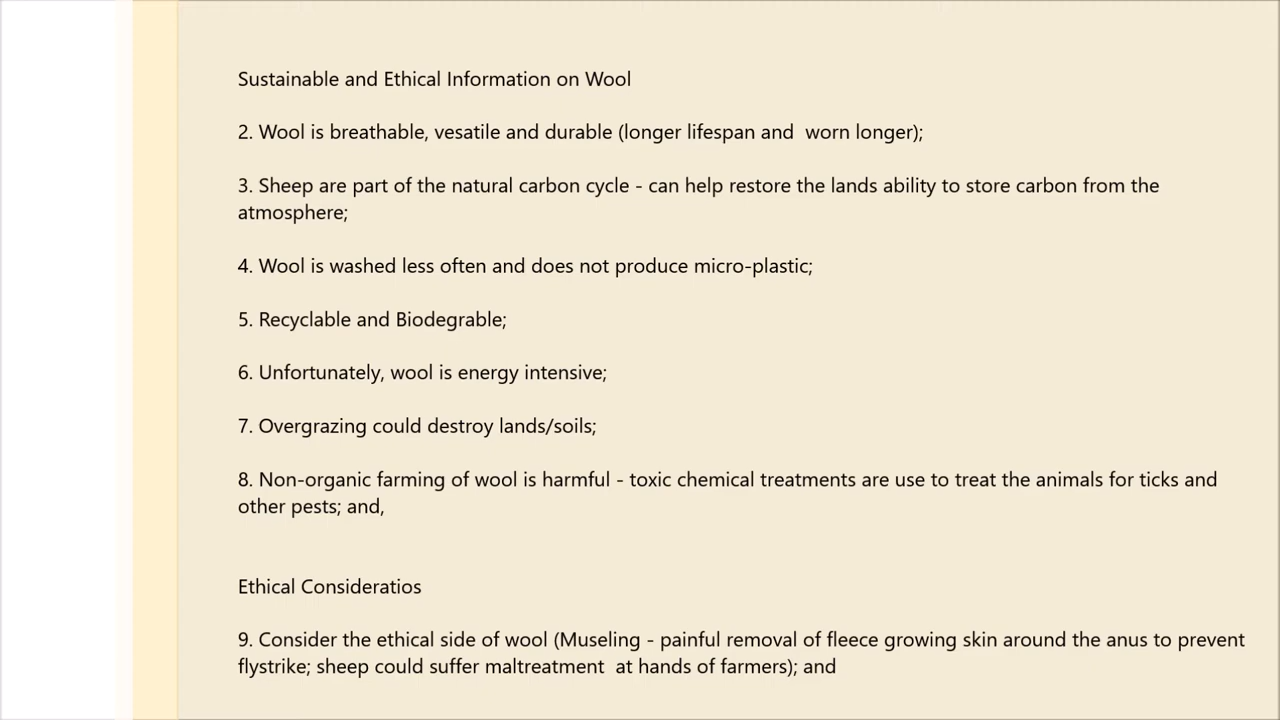 Sustainable and Ethical Information on Wool
2. Wool is breathable, vesatile and durable (longer lifespan and  worn longer);
3. Sheep are part of the natural carbon cycle - can help restore the lands ability to store carbon from the
atmosphere;
4. Wool is washed less often and does not produce micro-plastic;
5. Recyclable and Biodegrable;
6. Unfortunately, wool is energy intensive;
7. Overgrazing could destroy lands/soils;
8. Non-organic farming of wool is harmful - toxic chemical treatments are use to treat the animals for ticks and
other pests; and,
Ethical Consideratios
9. Consider the ethical side of wool (Museling - painful removal of fleece growing skin around the anus to prevent
flystrike; sheep could suffer maltreatment  at hands of farmers); and